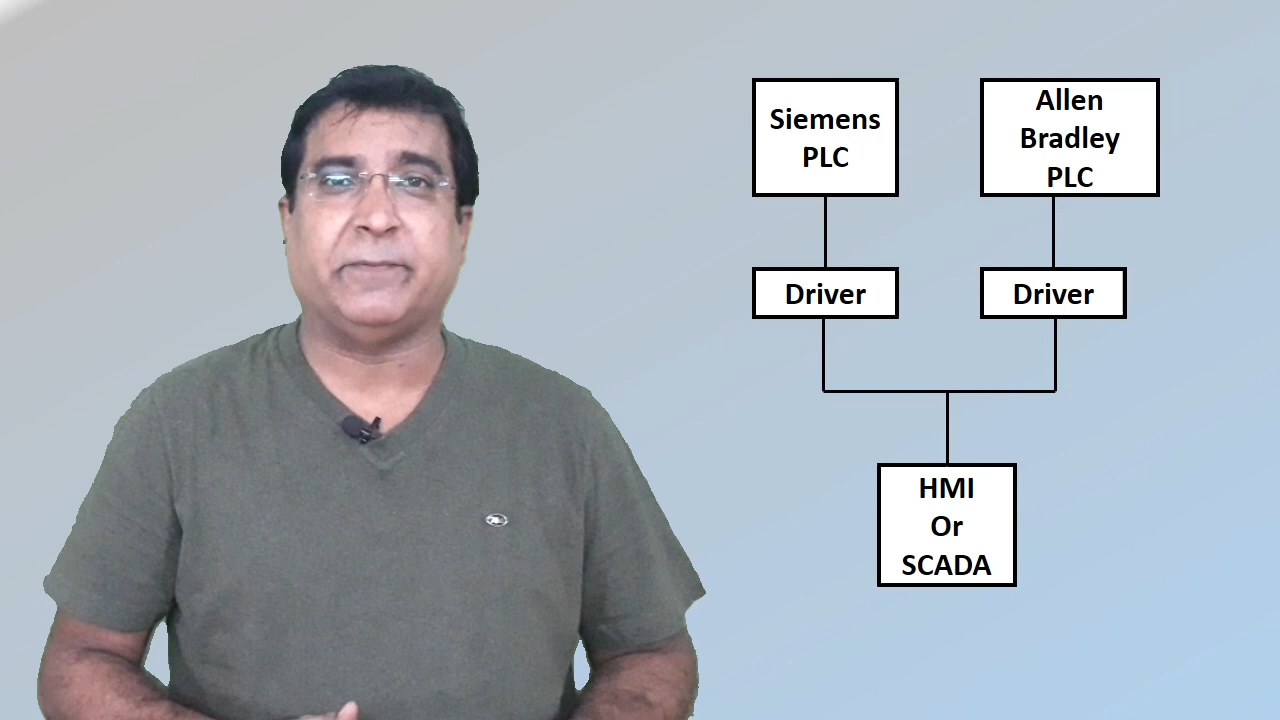 Siemens
PLC
Allen
Bradley
PLC
Driver
Driver
HMI
Or
SCADA